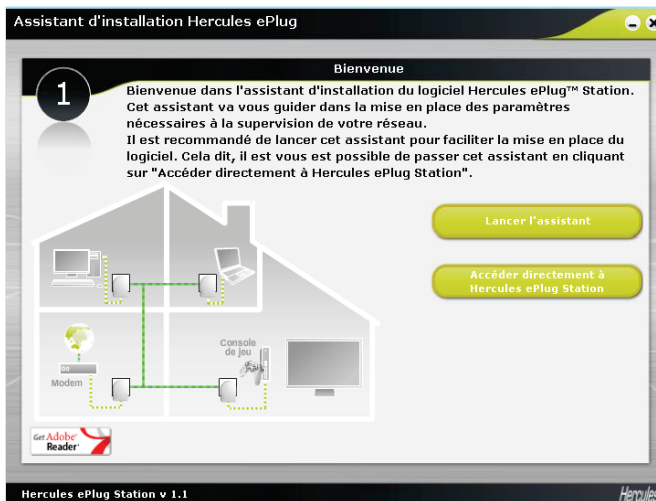 Assistant d'installation Hercules ePlug
Bienvenue
1
Bienvenue dans l'assistant d'installation du logiciel Hercules ePlug™ Station.
Cet assistant va vous guider dans la mise en place des paramètres
nécessaires à la supervision de votre réseau.
Il est recommandé de lancer cet assistant pour faciliter la mise en place du
logiciel. Cela dit, il est vous est possible de passer cet assistant en cliquant
sur "Accéder directement à Hercules ePlug Station".
Lancer l'assistant
Accéder directement à
Hercules ePlug Station
Console
de jeu
Modem
Get Adobe®
Reader®
Hercules ePlug Station v 1.1
Hercules